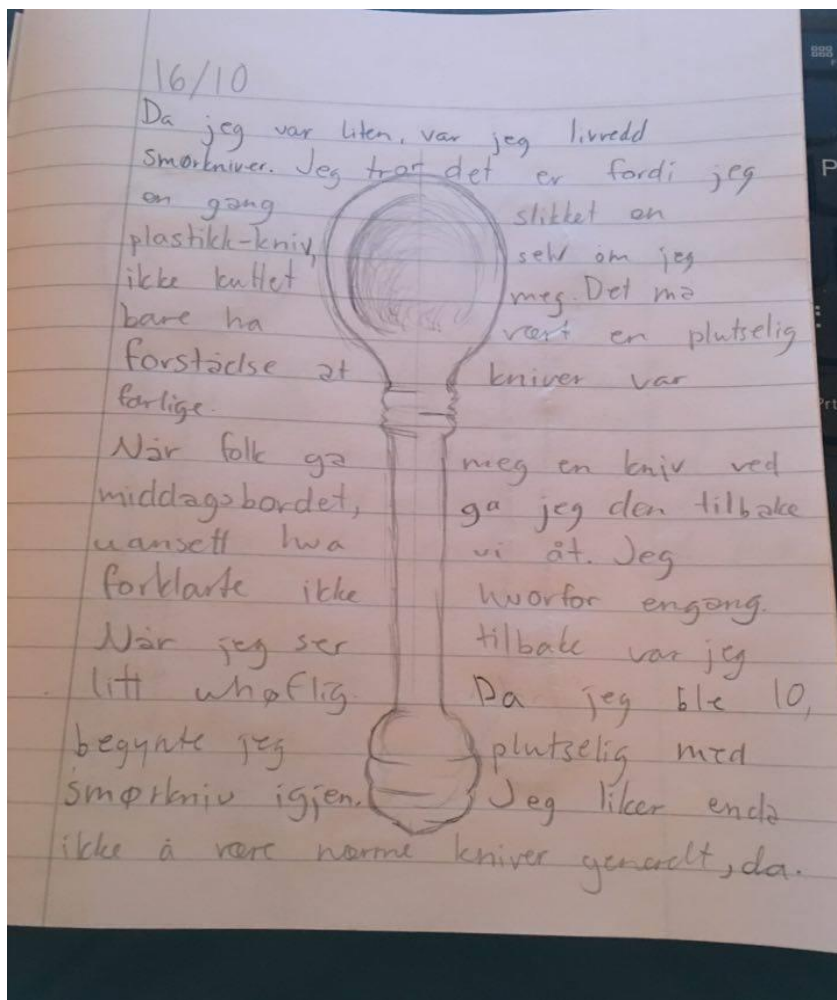 16/10
Da jeg var liten, var jeg livredd
smørkniver. Jeg tror det er fordi jeg
en gang slikket en
plastikk-kniv, selv om jeg
ikke kuttet meg. Det må
bare ha vært en plutselig
forståelse at kniver var
farlige.
Når folk ga meg en kniv ved
middagsbordet, ga jeg den tilbake
uansett hva vi åt. Jeg
forklarte ikke hvorfor engang.
Når jeg ser tilbake var jeg
litt uhøflig. Da jeg ble 10,
begynte jeg plutselig med
smørkniv igjen. Jeg liker enda
ikke å være nærme kniver generelt, da.